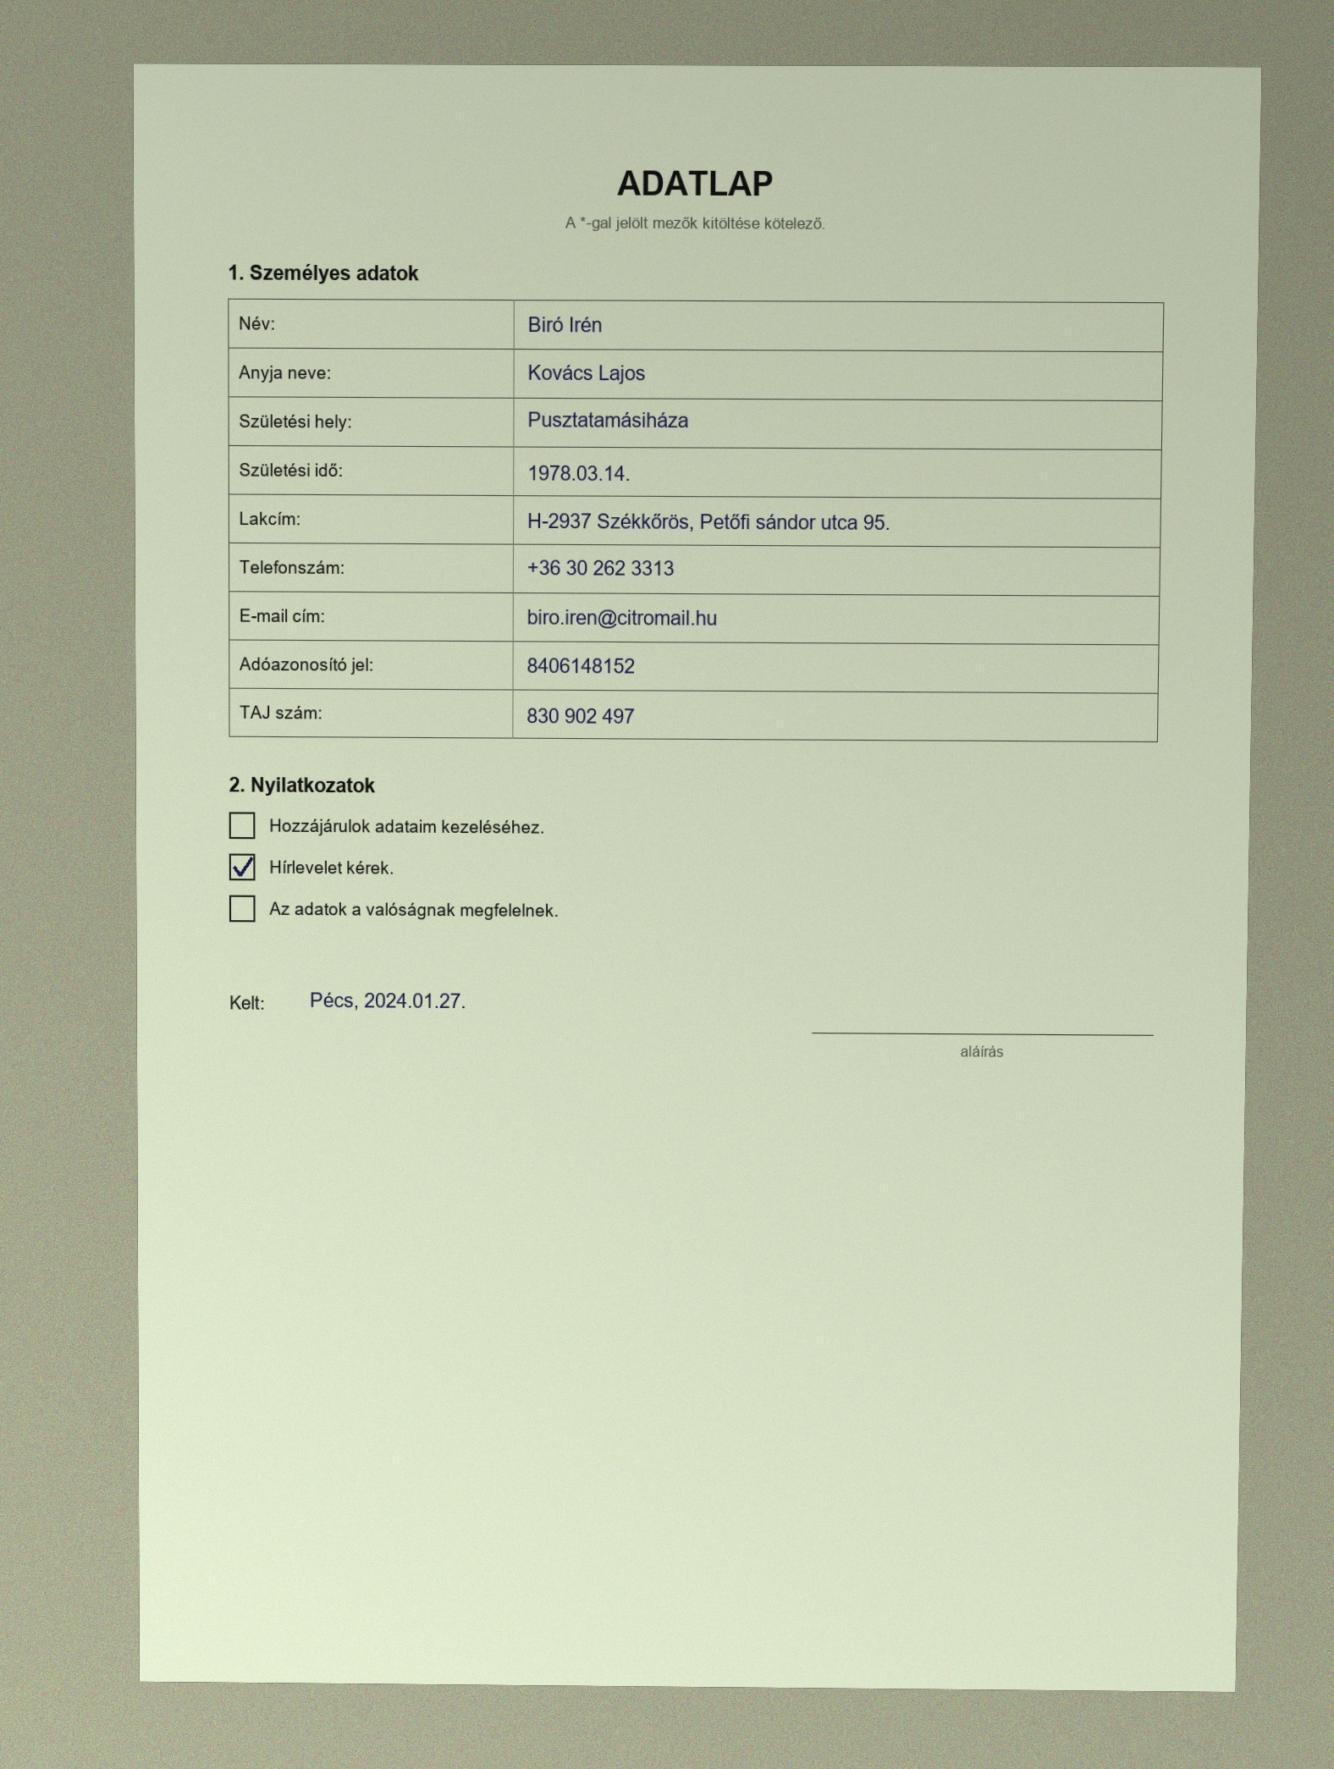 ADATLAP
A *-gal jelölt mezők kitöltése kötelező.
1. Személyes adatok
Név: Biró Irén
Anyja neve: Kovács Lajos
Születési hely: Pusztatamásiháza
Születési idő: 1978.03.14.
Lakcím: H-2937 Székkőrös, Petőfi sándor utca 95.
Telefonszám: +36 30 262 3313
E-mail cím: biro.iren@citromail.hu
Adóazonosító jel: 8406148152
TAJ szám: 830 902 497
2. Nyilatkozatok
Hozzájárulok adataim kezeléséhez.
Hírlevelet kérek.
Az adatok a valóságnak megfelelnek.
Kelt: Pécs, 2024.01.27.
aláírás